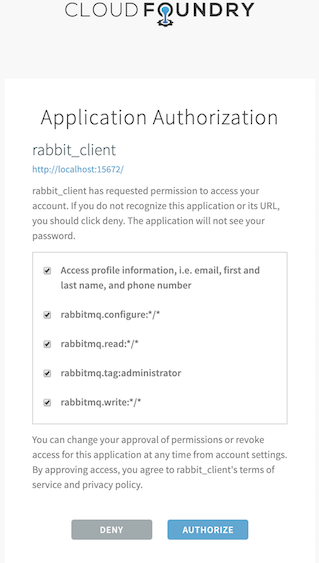 CLOUD FOUNDRY
Application Authorization
rabbit_client
http://localhost:15672/
rabbit_client has requested permission to access your
account. If you do not recognize this application or its URL,
you should click deny. The application will not see your
password.
Access profile information, i.e. email, first and
last name, and phone number
rabbitmq.configure:*/*
rabbitmq.read:*/*
rabbitmq.tag:administrator
rabbitmq.write:*/*
You can change your approval of permissions or revoke
access for this application at any time from account settings.
By approving access, you agree to rabbit_client's terms of
service and privacy policy.
DENY
AUTHORIZE